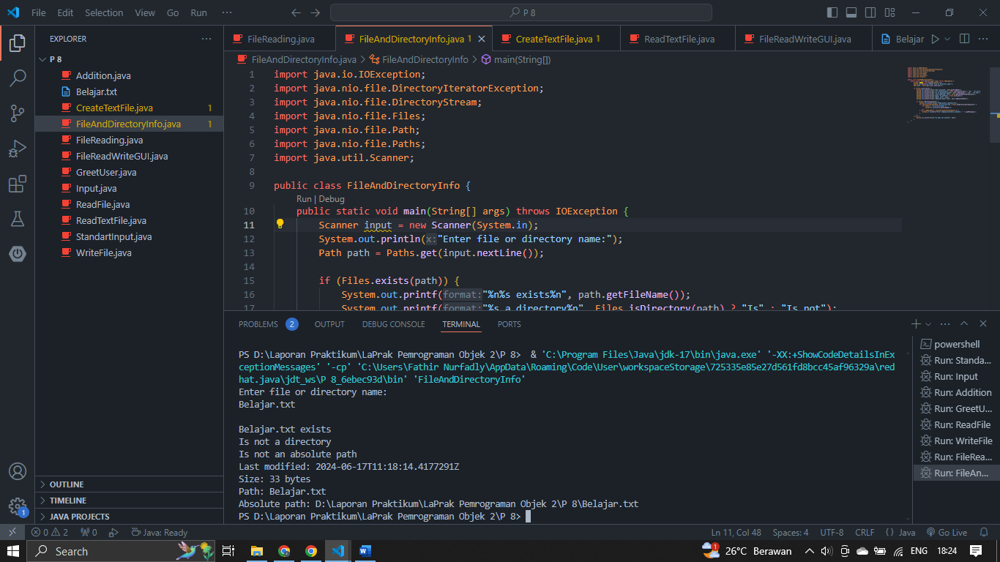 File Edit Selection View Go Run ··· P 8
EXPLORER
P 8
Addition.java
Belajar.txt
CreateTextFile.java 1
FileAndDirectoryInfo.java 1
FileReading.java
FileReadWriteGUI.java
GreetUser.java
Input.java
ReadFile.java
ReadTextFile.java
StandartInput.java
WriteFile.java
OUTLINE
TIMELINE
JAVA PROJECTS
FileReading.java FileAndDirectoryInfo.java 1 CreateTextFile.java 1 ReadTextFile.java FileReadWriteGUI.java Belajar
FileAndDirectoryInfo.java > FileAndDirectoryInfo > main(String[])
1 import java.io.IOException;
2 import java.nio.file.DirectoryIteratorException;
3 import java.nio.file.DirectoryStream;
4 import java.nio.file.Files;
5 import java.nio.file.Path;
6 import java.nio.file.Paths;
7 import java.util.Scanner;
8
9 public class FileAndDirectoryInfo {
Run | Debug
10 public static void main(String[] args) throws IOException {
11 Scanner input = new Scanner(System.in);
12 System.out.println(x:"Enter file or directory name:");
13 Path path = Paths.get(input.nextLine());
14
15 if (Files.exists(path)) {
16 System.out.printf(format:"%n%s exists%n", path.getFileName());
17 System.out.printf(format:"%s a directory%n", Files.isDirectory(path) ? "Is" : "Is not");
PROBLEMS 2 OUTPUT DEBUG CONSOLE TERMINAL PORTS
PS D:\Laporan Praktikum\LaPrak Pemrograman Objek 2\P 8> & 'C:\Program Files\Java\jdk-17\bin\java.exe' '-XX:+ShowCodeDetailsInEx
ceptionMessages' '-cp' 'C:\Users\Fathir Nurfadly\AppData\Roaming\Code\User\workspaceStorage\725335e85e27d561fd8bcc45af96329a\red
hat.java\jdt_ws\P 8_6ebec93d\bin' 'FileAndDirectoryInfo'
Enter file or directory name:
Belajar.txt
Belajar.txt exists
Is not a directory
Is not an absolute path
Last modified: 2024-06-17T11:18:14.4177291Z
Size: 33 bytes
Path: Belajar.txt
Absolute path: D:\Laporan Praktikum\LaPrak Pemrograman Objek 2\P 8\Belajar.txt
PS D:\Laporan Praktikum\LaPrak Pemrograman Objek 2\P 8>
powershell
Run: Standa...
Run: Input
Run: Addition
Run: GreetU...
Run: ReadFile
Run: WriteFile
Run: FileRea...
Run: FileAn...
1
0 2 0 Java: Ready Ln 11, Col 48 Spaces: 4 UTF-8 CRLF {} Java Go Live
Search 1 26°C Berawan ENG 18:24